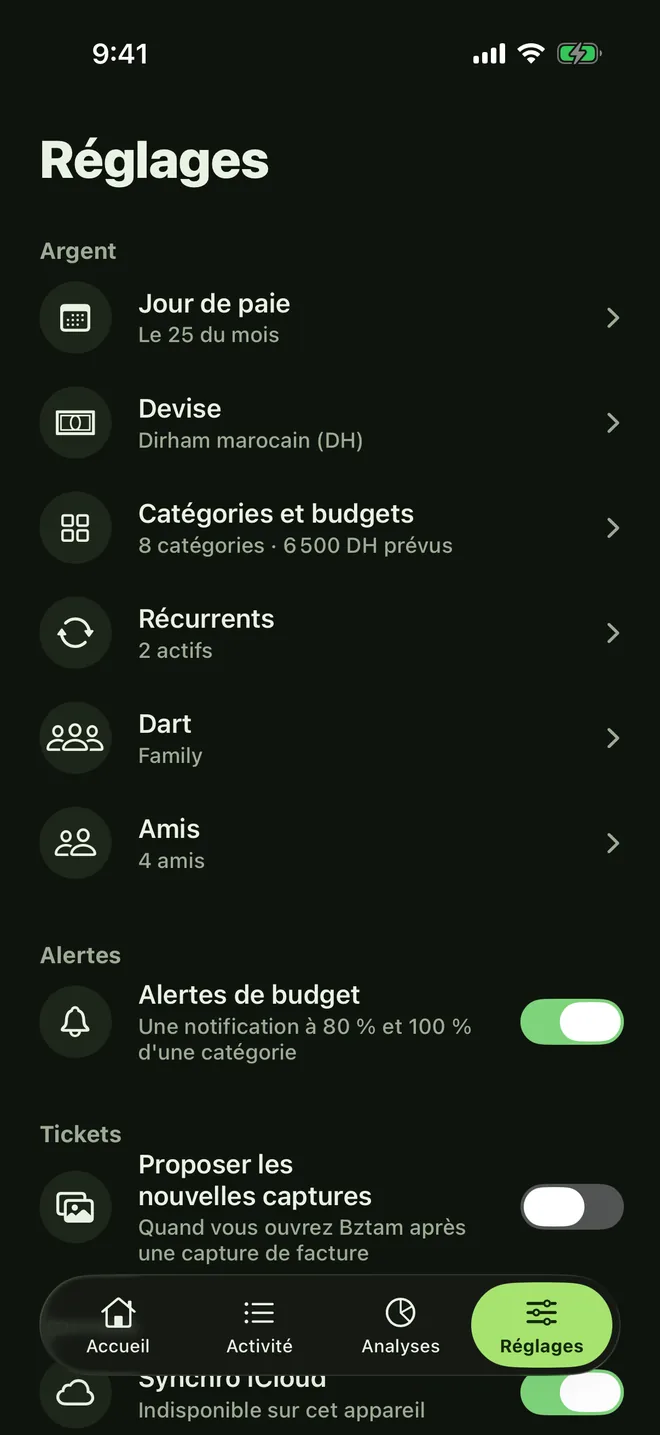 9:41
Réglages
Argent
Jour de paie
Le 25 du mois
Devise
Dirham marocain (DH)
Catégories et budgets
8 catégories · 6 500 DH prévus
Récurrents
2 actifs
Dart
Family
Amis
4 amis
Alertes
Alertes de budget
Une notification à 80 % et 100 %
d'une catégorie
Tickets
Proposer les
nouvelles captures
Quand vous ouvrez Bztam après
une capture de facture
Accueil
Activité
Analyses
Réglages
Synchro iCloud
Indisponible sur cet appareil